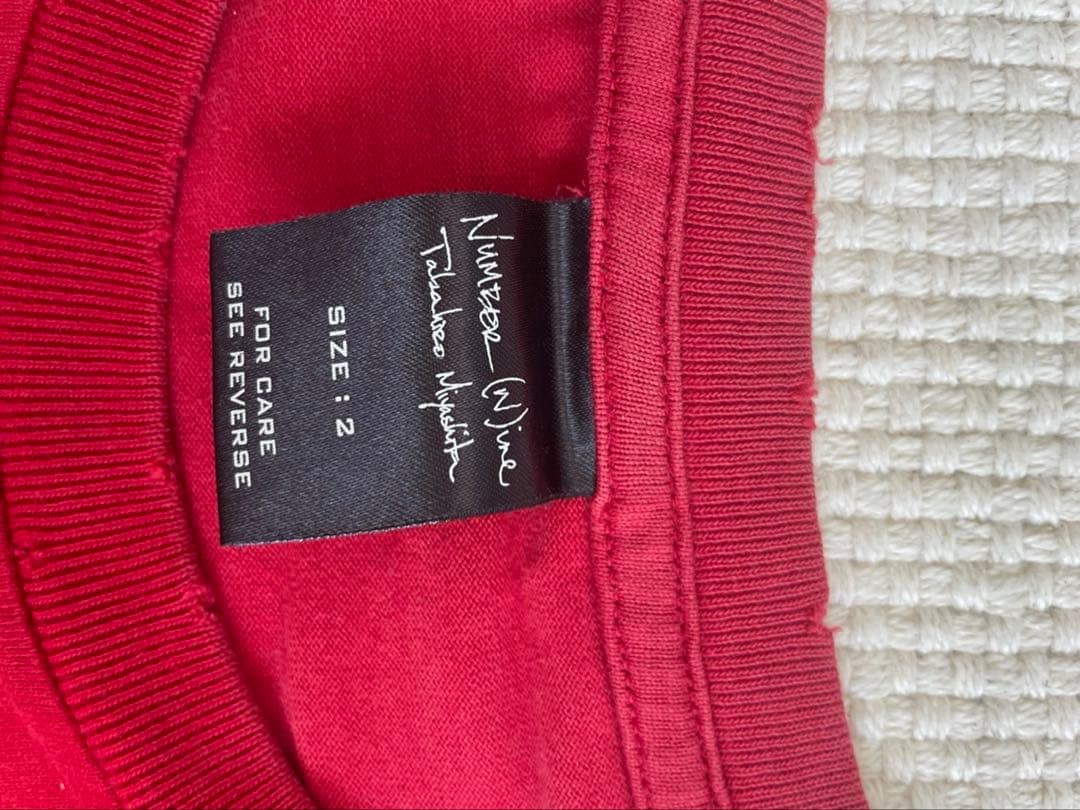 NUMBER (N)ine
Takahiro Miyashita
SIZE : 2
FOR CARE
SEE REVERSE